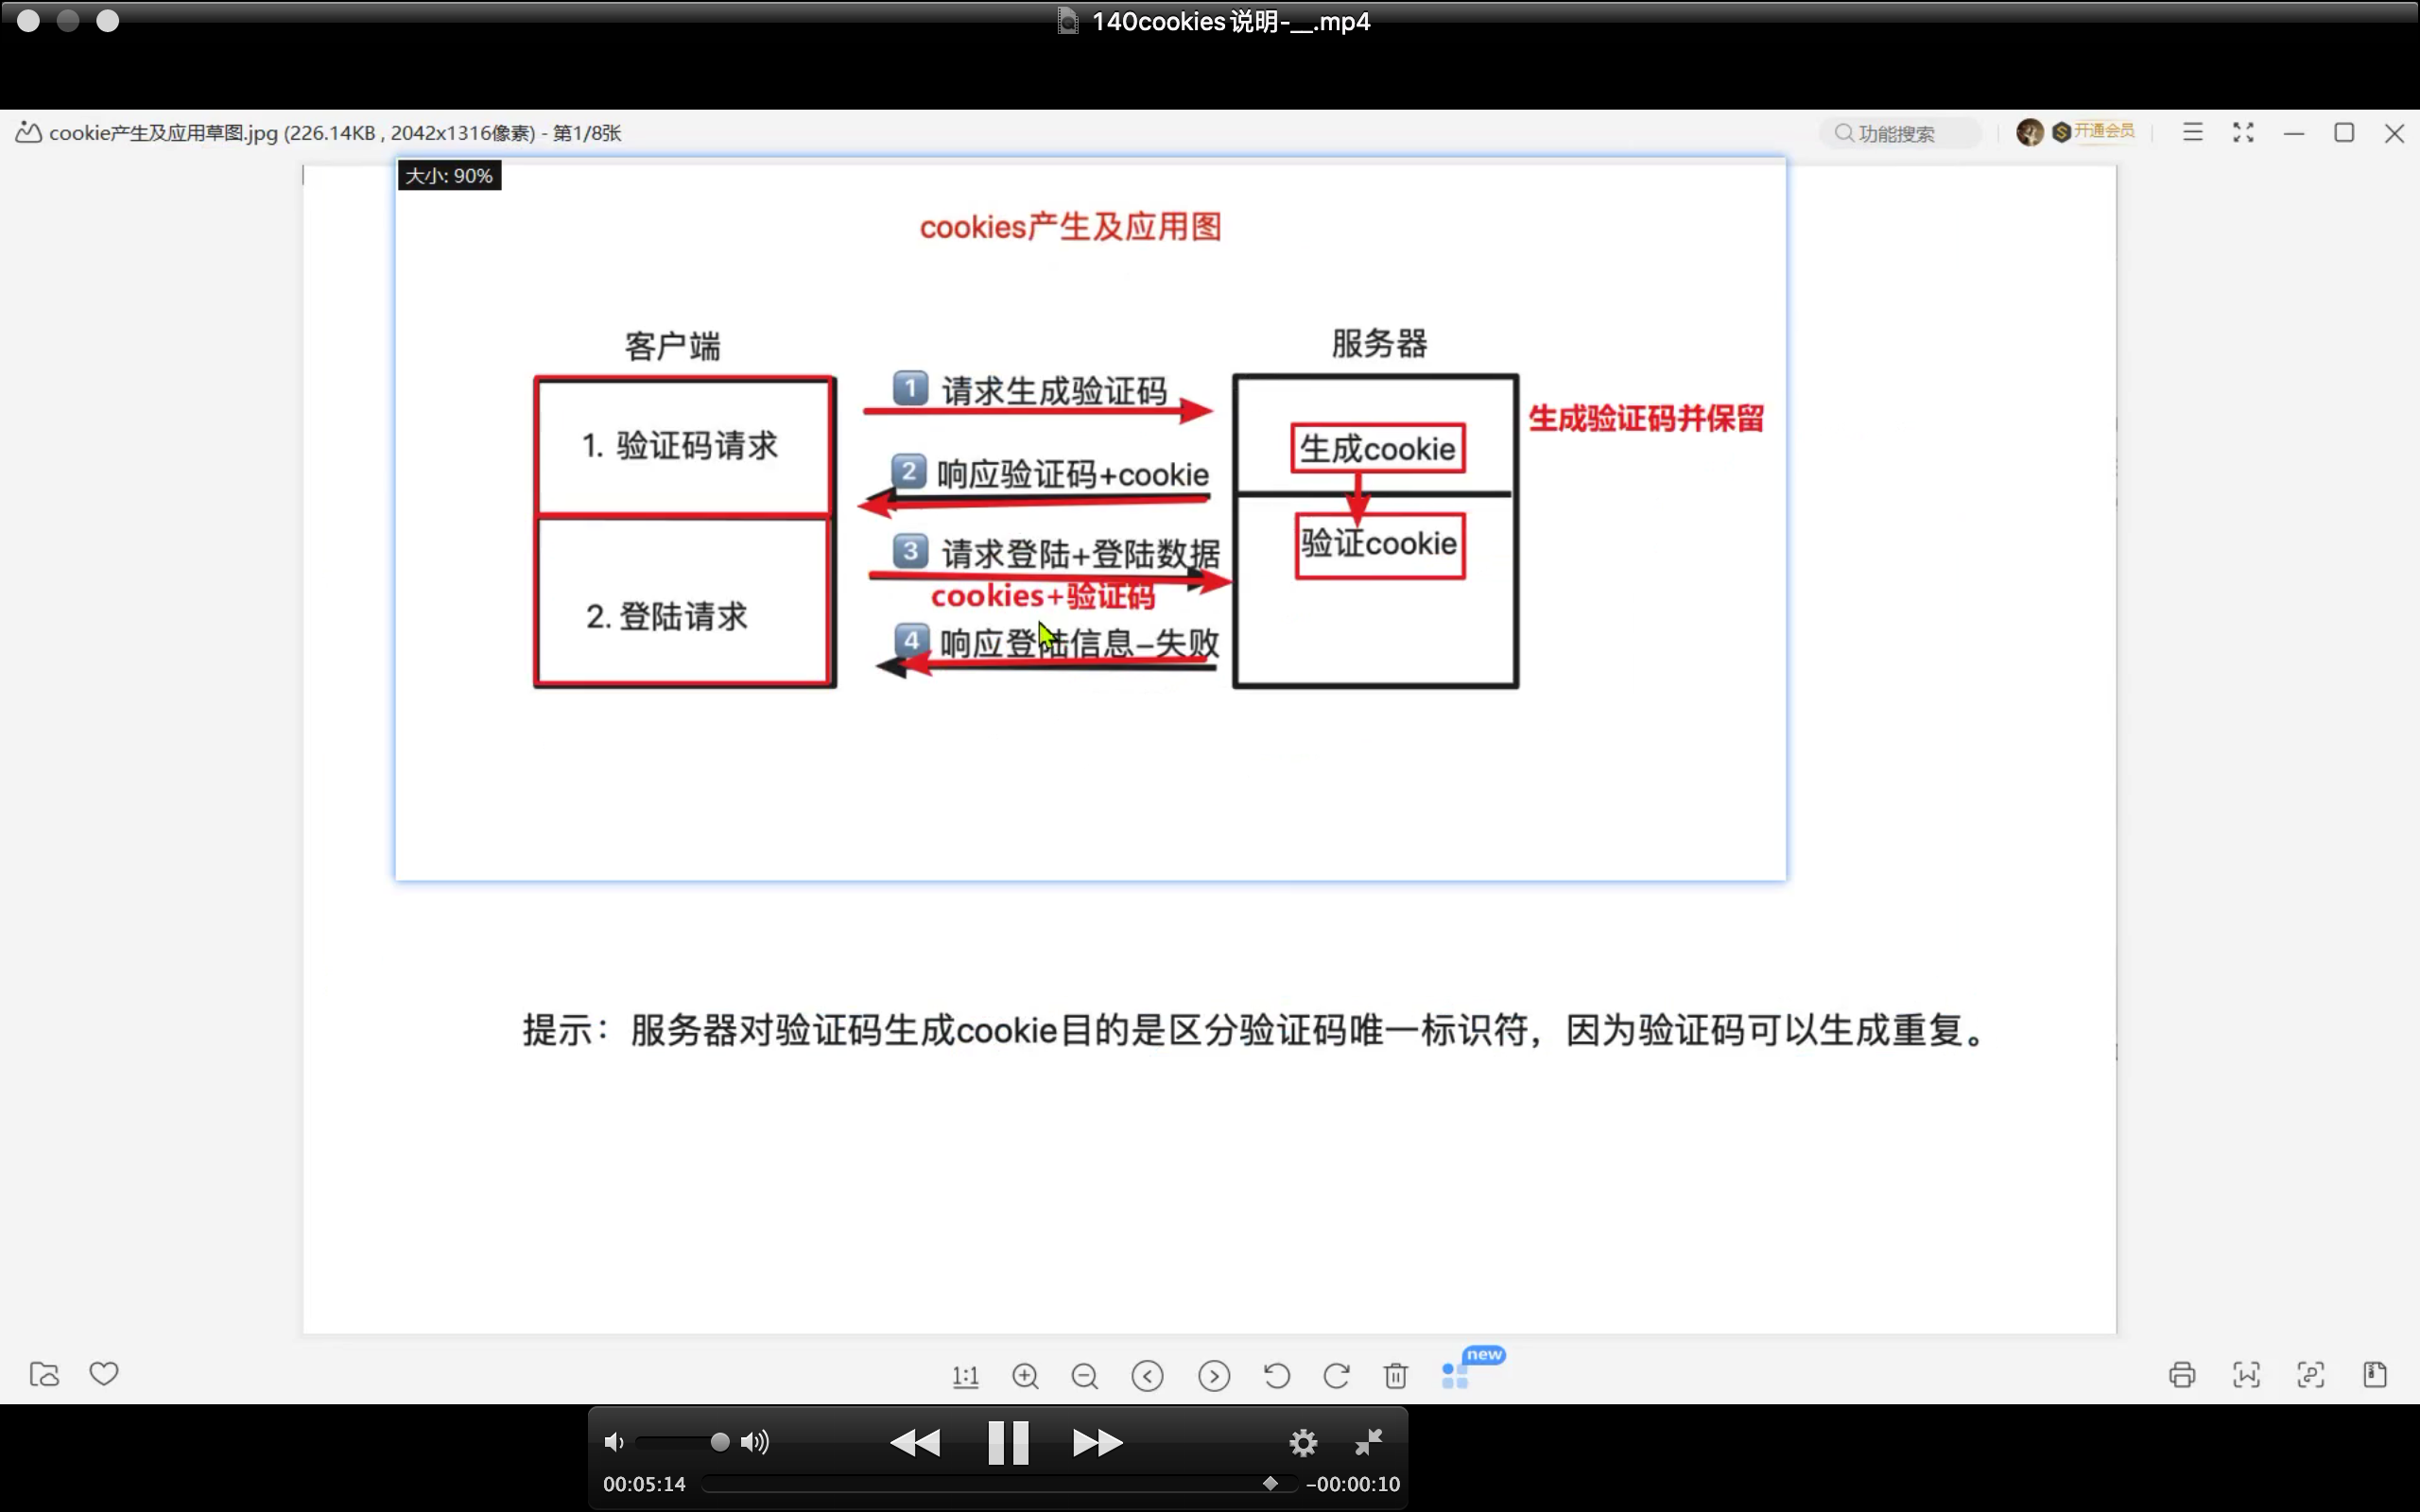 140cookies说明-__.mp4
cookie产生及应用草图.jpg (226.14KB , 2042x1316像素) - 第1/8张
功能搜索
开通会员
大小: 90%
cookies产生及应用图
客户端
服务器
1 请求生成验证码
生成验证码并保留
1. 验证码请求
生成cookie
2 响应验证码+cookie
验证cookie
3 请求登陆+登陆数据
cookies+验证码
2. 登陆请求
4 响应登陆信息–失败
提示：服务器对验证码生成cookie目的是区分验证码唯一标识符，因为验证码可以生成重复。
1:1
new
00:05:14
-00:00:10